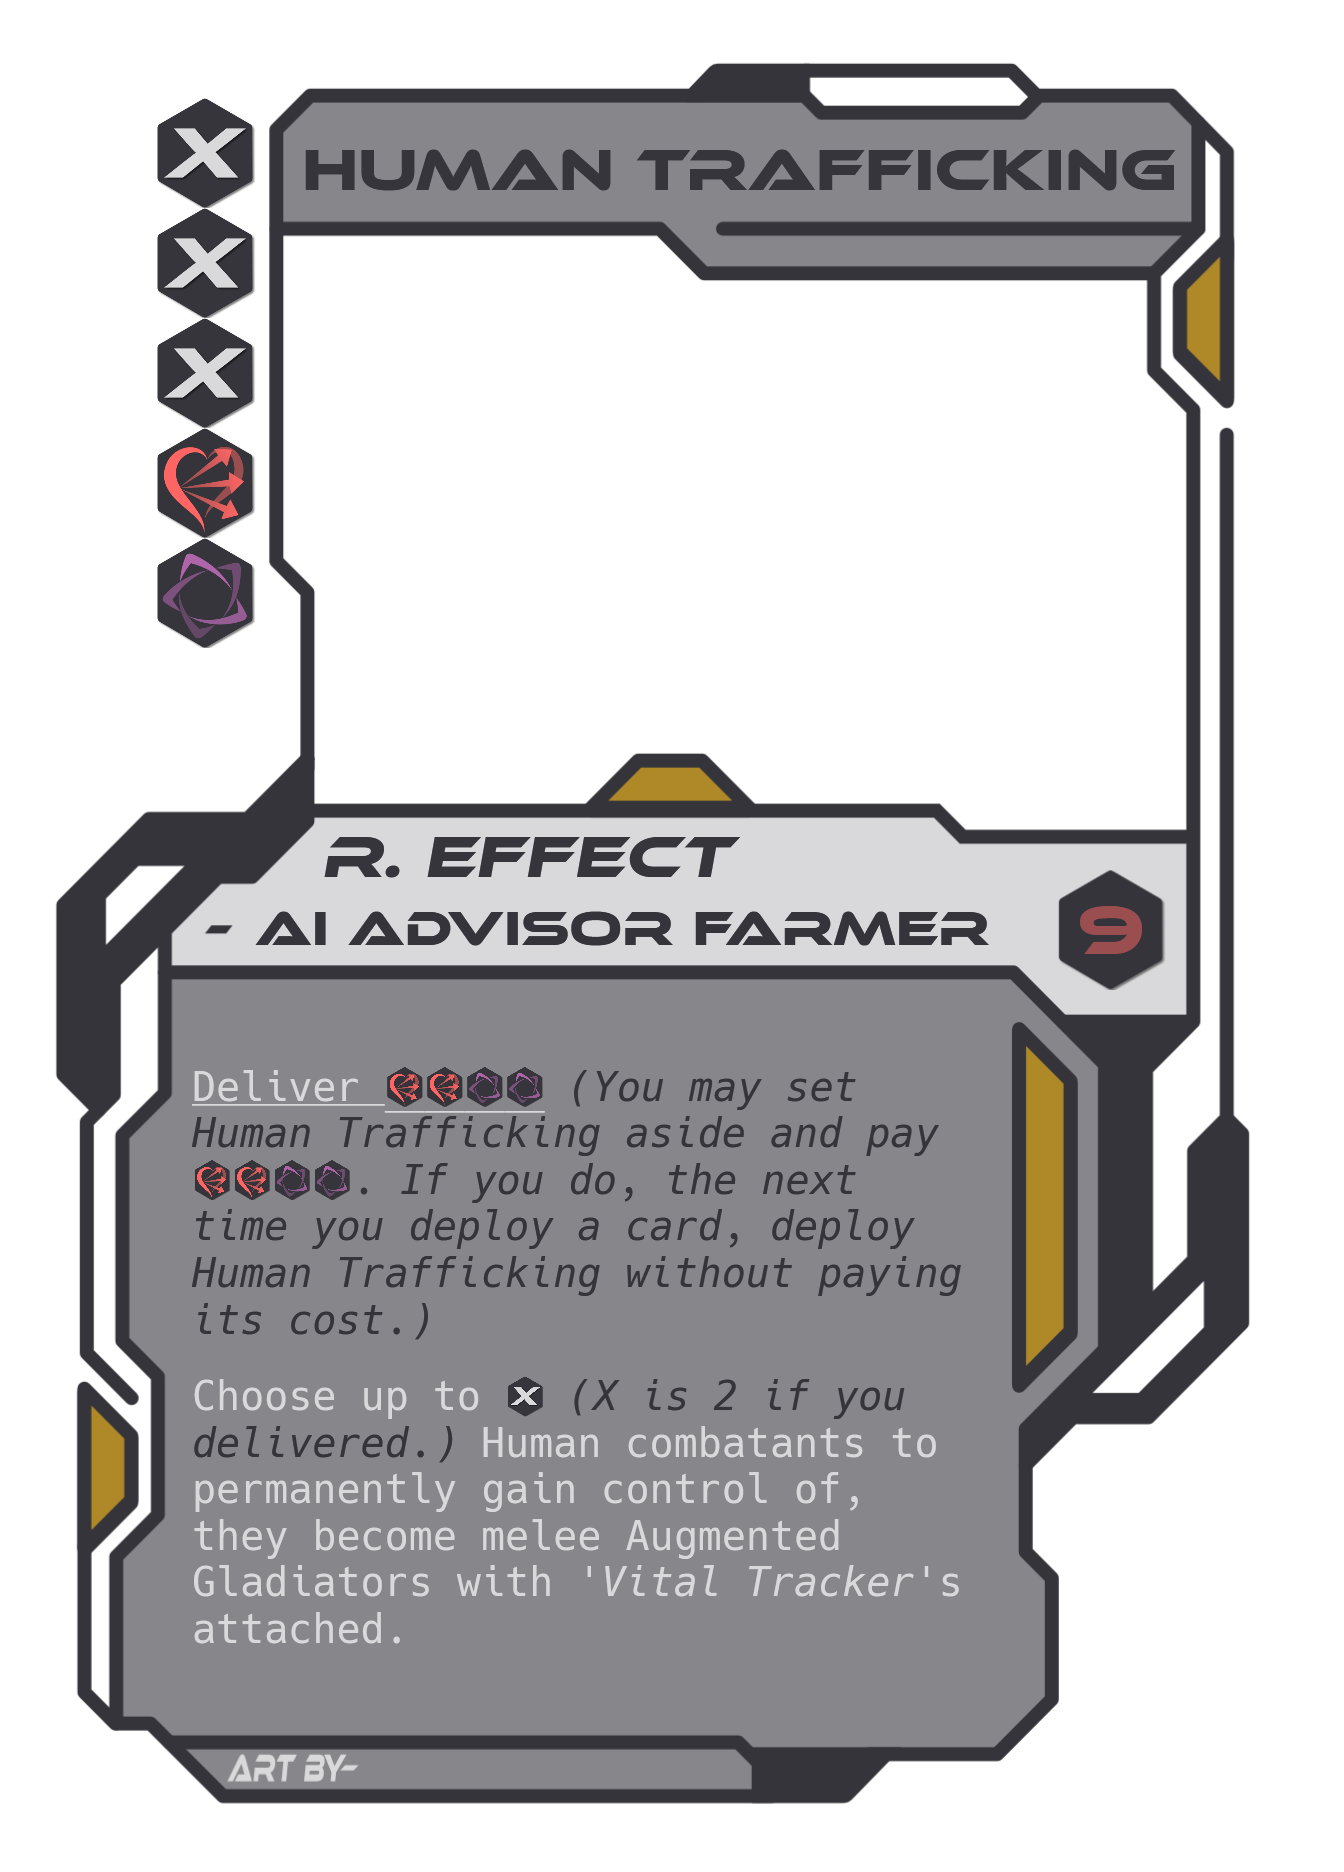 HUMAN TRAFFICKING
X
X
X
R. EFFECT
- AI ADVISOR FARMER
9
Deliver (You may set
Human Trafficking aside and pay
. If you do, the next
time you deploy a card, deploy
Human Trafficking without paying
its cost.)
Choose up to X (X is 2 if you
delivered.) Human combatants to
permanently gain control of,
they become melee Augmented
Gladiators with 'Vital Tracker's
attached.
ART BY-